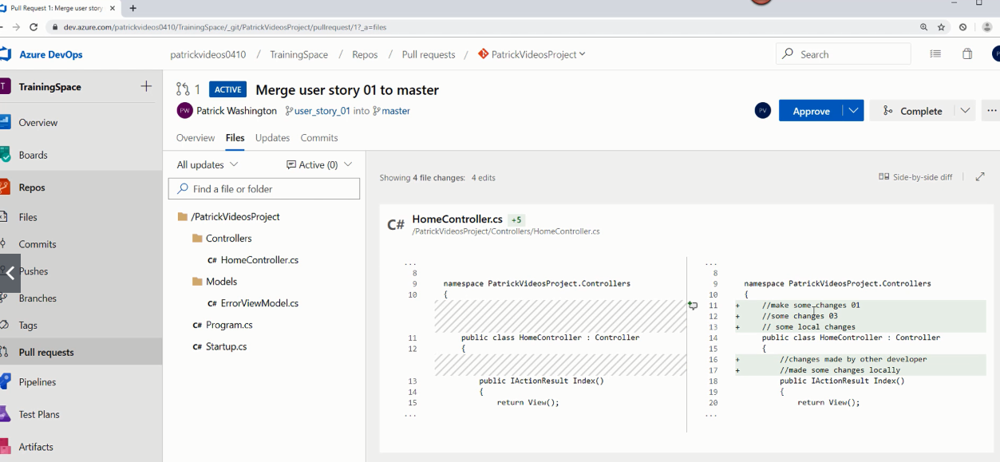 Pull Request 1: Merge user story
dev.azure.com/patrickvideos0410/TrainingSpace/_git/PatrickVideosProject/pullrequest/1?_a=files
Azure DevOps
patrickvideos0410 / TrainingSpace / Repos / Pull requests / PatrickVideosProject
Search
P
T TrainingSpace
Overview
Boards
Repos
Files
Commits
Pushes
Branches
Tags
Pull requests
Pipelines
Test Plans
Artifacts
1 ACTIVE Merge user story 01 to master
PW Patrick Washington user_story_01 into master
PV Approve Complete
Overview Files Updates Commits
All updates Active (0)
Find a file or folder
/PatrickVideosProject
Controllers
C# HomeController.cs
Models
C# ErrorViewModel.cs
C# Program.cs
C# Startup.cs
Showing 4 file changes: 4 edits
Side-by-side diff
C# HomeController.cs +5
/PatrickVideosProject/Controllers/HomeController.cs
...
8
9 namespace PatrickVideosProject.Controllers
10 {
11 public class HomeController : Controller
12 {
13 public IActionResult Index()
14 {
15 return View();
...
...
8
9 namespace PatrickVideosProject.Controllers
10 {
11 + //make some changes 01
12 + //some changes 03
13 + // some local changes
14 public class HomeController : Controller
15 {
16 + //changes made by other developer
17 + //made some changes locally
18 public IActionResult Index()
19 {
20 return View();
...